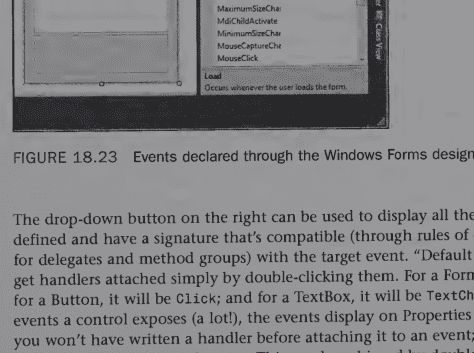 MaximumSizeChai
MdiChildActivate
MinimumSizeChar
MouseCaptureChe
MouseClick
Load
Occurs whenever the user loads the form.
Class View
FIGURE 18.23 Events declared through the Windows Forms design
The drop-down button on the right can be used to display all the
defined and have a signature that's compatible (through rules of
for delegates and method groups) with the target event. "Default
get handlers attached simply by double-clicking them. For a Form
for a Button, it will be Click; and for a TextBox, it will be TextCh
events a control exposes (a lot!), the events display on Properties
you won't have written a handler before attaching it to an event;